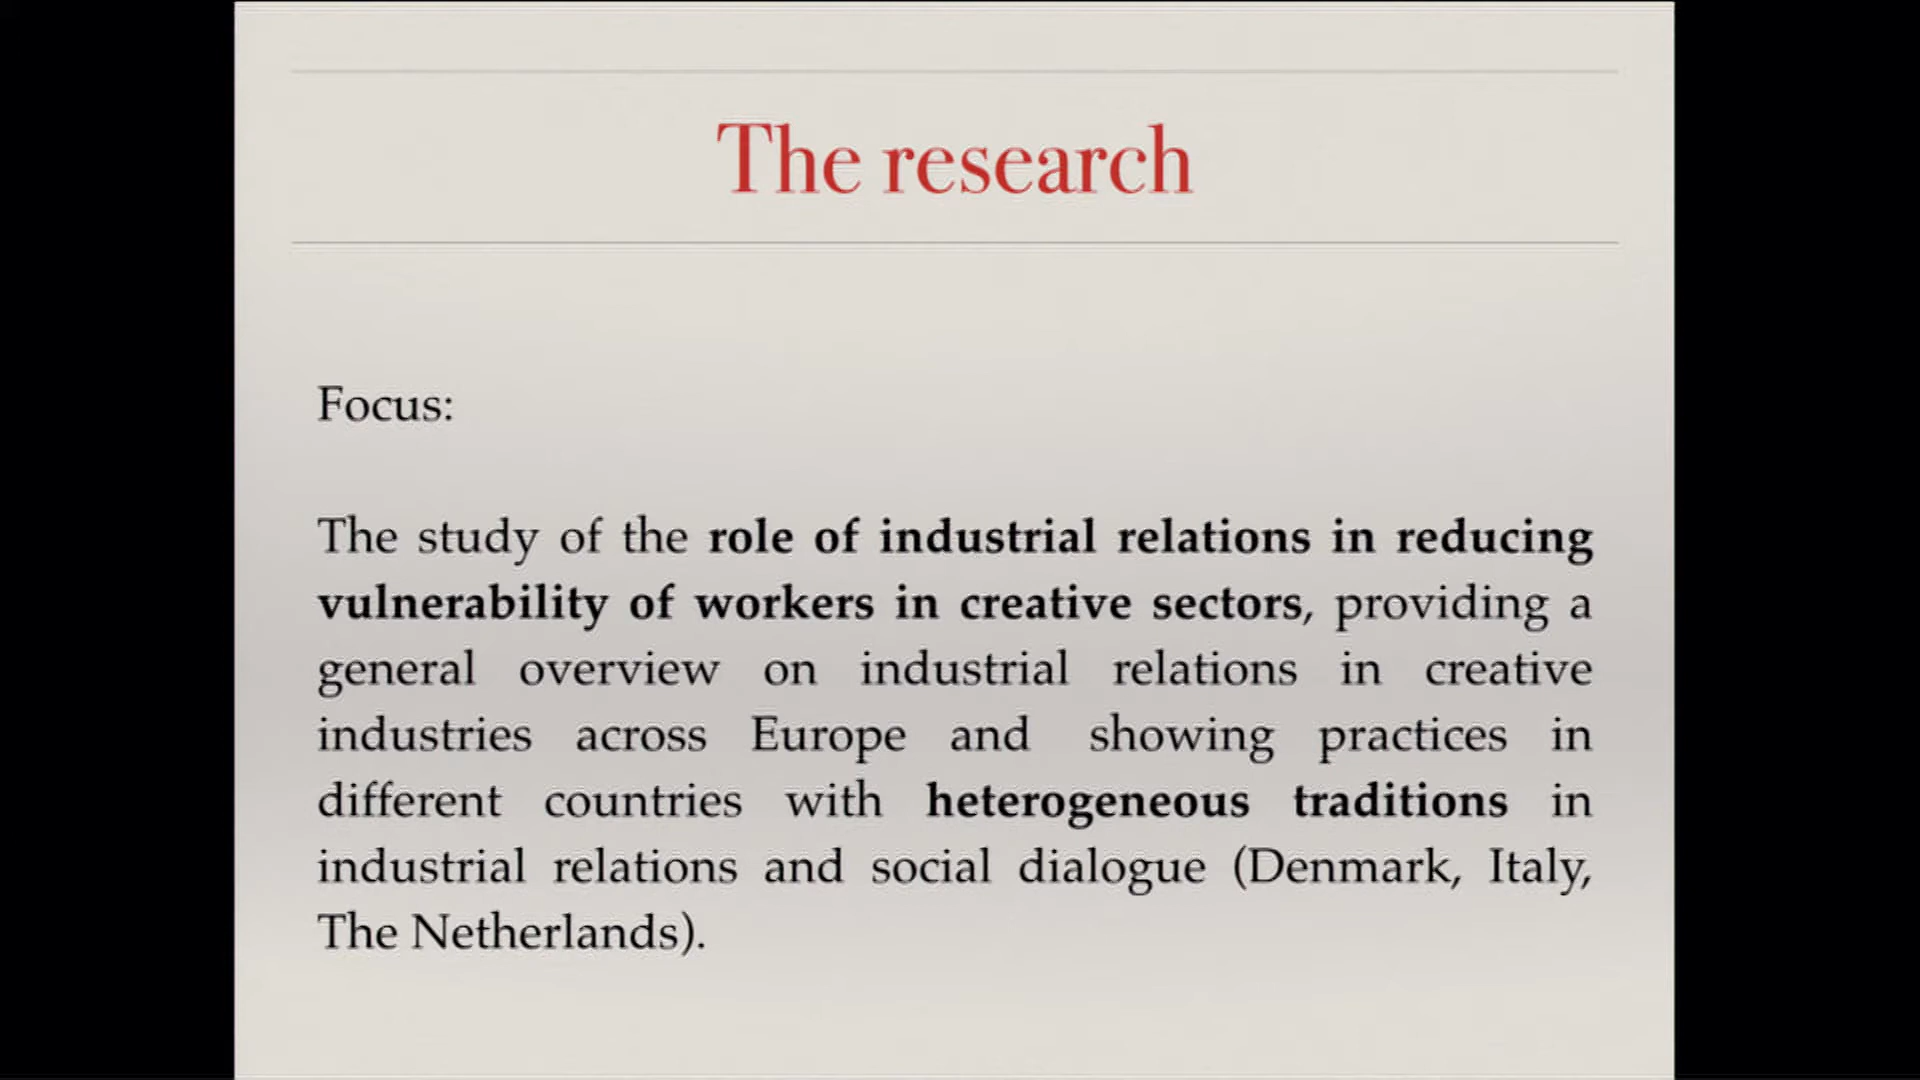 The research
Focus:
The study of the role of industrial relations in reducing
vulnerability of workers in creative sectors, providing a
general overview on industrial relations in creative
industries across Europe and showing practices in
different countries with heterogeneous traditions in
industrial relations and social dialogue (Denmark, Italy,
The Netherlands).